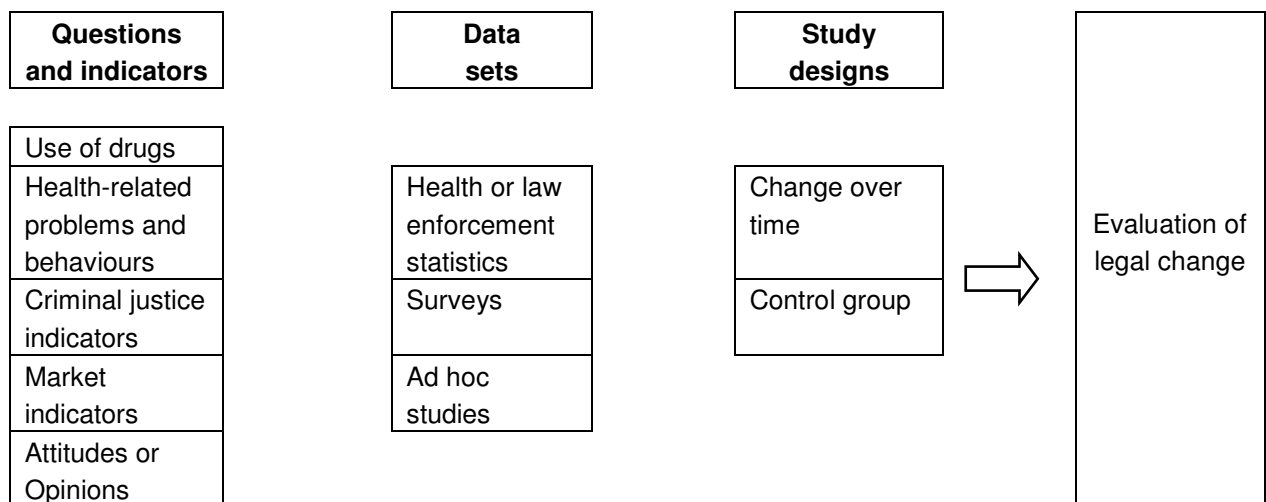 Questions
and indicators
Use of drugs
Health-related
problems and
behaviours
Criminal justice
indicators
Market
indicators
Attitudes or
Opinions
Data
sets
Health or law
enforcement
statistics
Surveys
Ad hoc
studies
Study
designs
Change over
time
Control group
Evaluation of
legal change